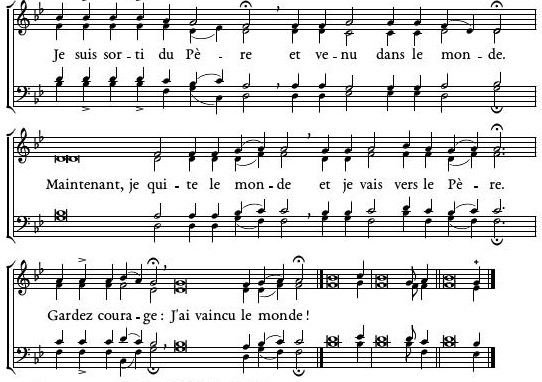 Je suis sor - ti du Pè - re et ve - nu dans le mon - de.
Maintenant, je qui - te le mon - de et je vais vers le Pè - re.
Gardez coura - ge : J'ai vaincu le monde !